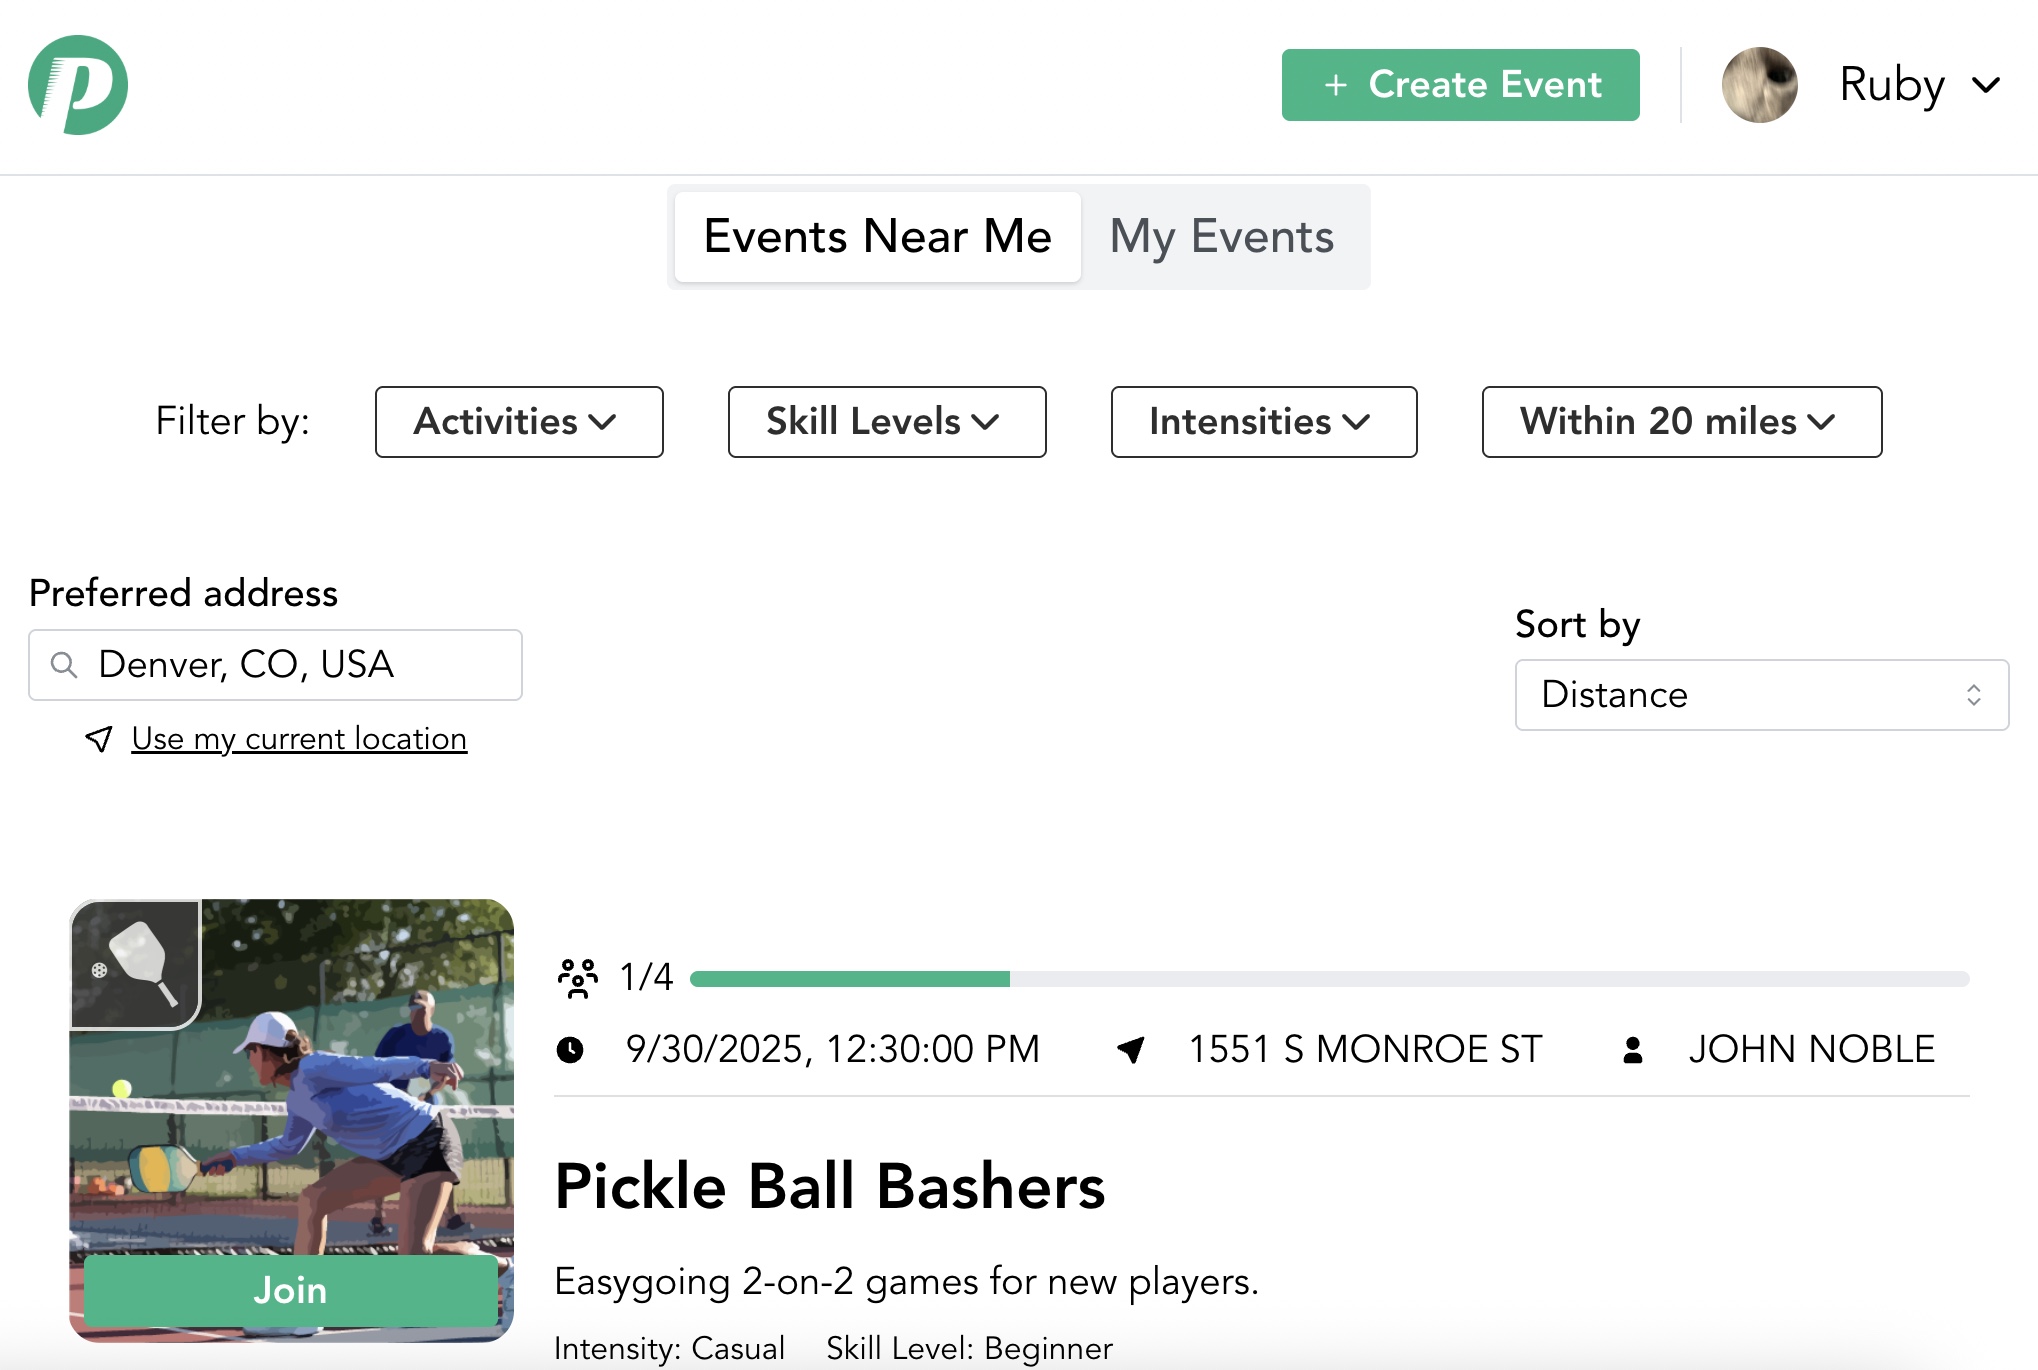 P
+ Create Event
Ruby
Events Near Me
My Events
Filter by:
Activities
Skill Levels
Intensities
Within 20 miles
Preferred address
Denver, CO, USA
Use my current location
Sort by
Distance
1/4
9/30/2025, 12:30:00 PM
1551 S MONROE ST
JOHN NOBLE
Pickle Ball Bashers
Easygoing 2-on-2 games for new players.
Intensity: Casual
Skill Level: Beginner
Join